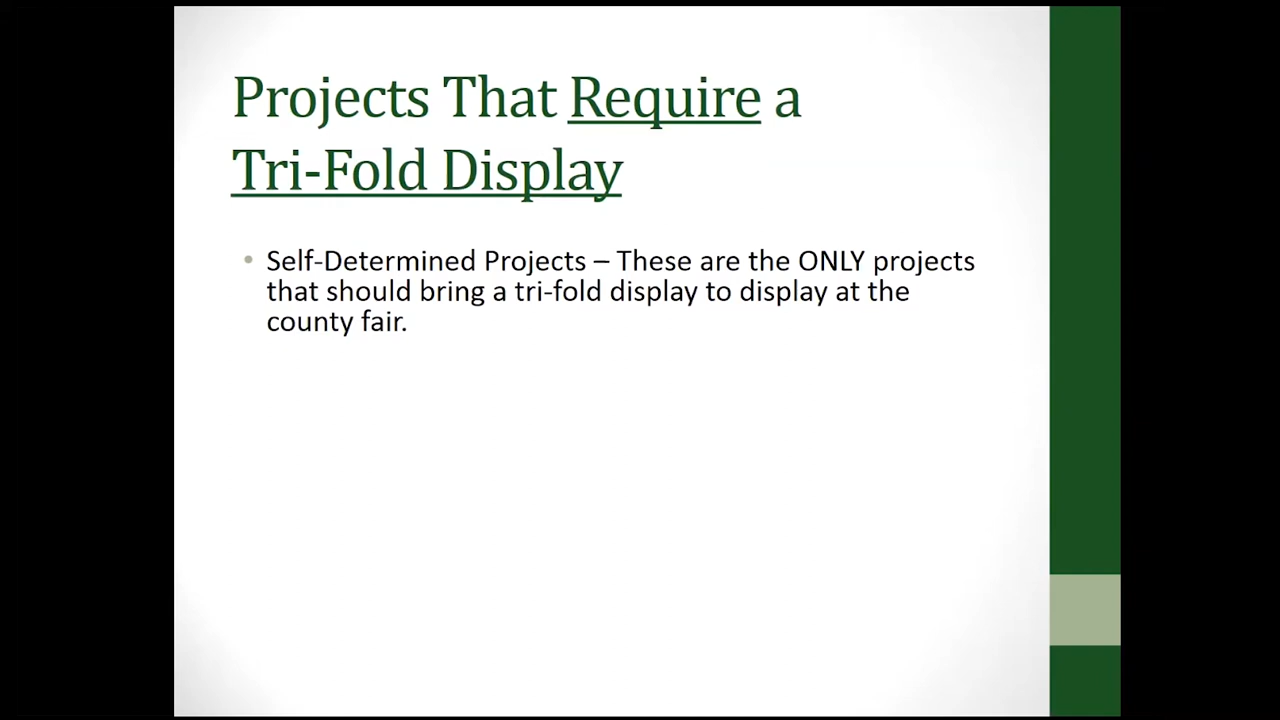 Projects That Require a
Tri-Fold Display
• Self-Determined Projects – These are the ONLY projects
that should bring a tri-fold display to display at the
county fair.